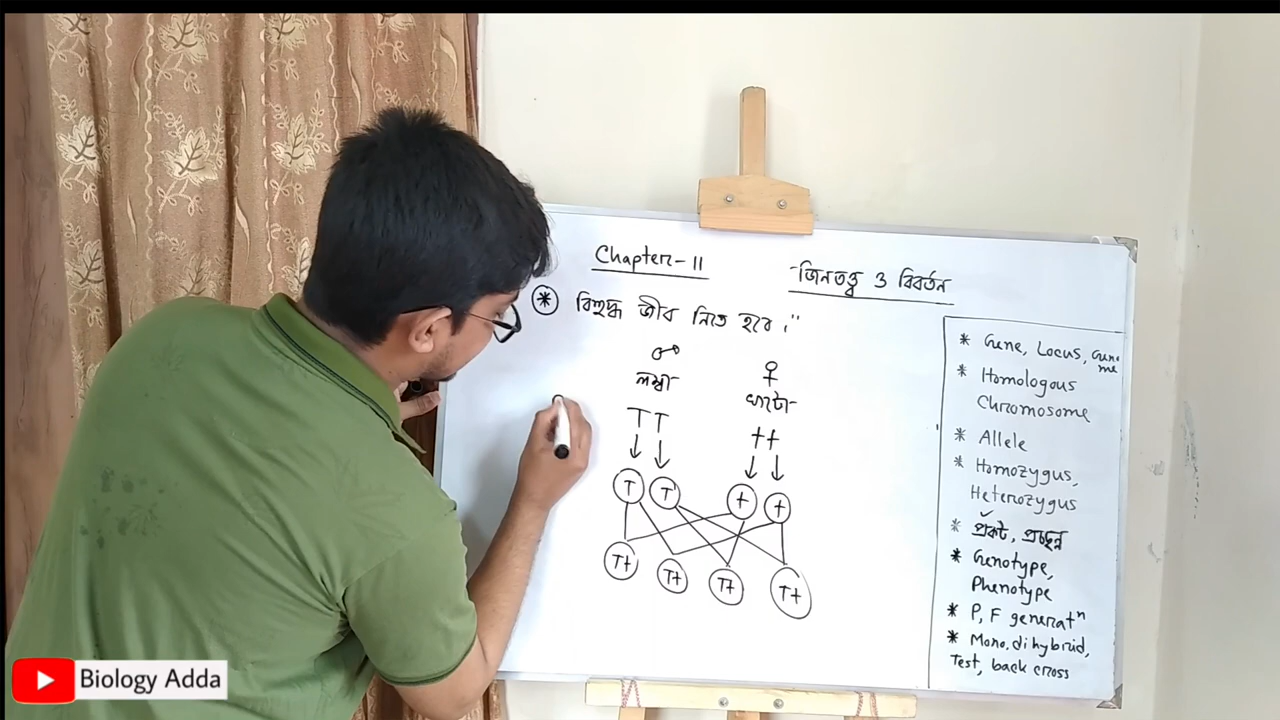 Chapter-11
জিনতত্ত্ব ও বিবর্তন
* বিশুদ্ধ জীব নিতে হবে।"
♂ ♀
লম্বা খাটো
TT tt
T T t t
Tt Tt Tt Tt
* Gene, Locus, Genome
* Homologous
Chromosome
* Allele
* Homozygus,
Heterozygus
* প্রকট, প্রচ্ছন্ন
* Genotype,
Phenotype
* P, F generatⁿ
* Mono, dihybrid,
Test, back cross
Biology Adda